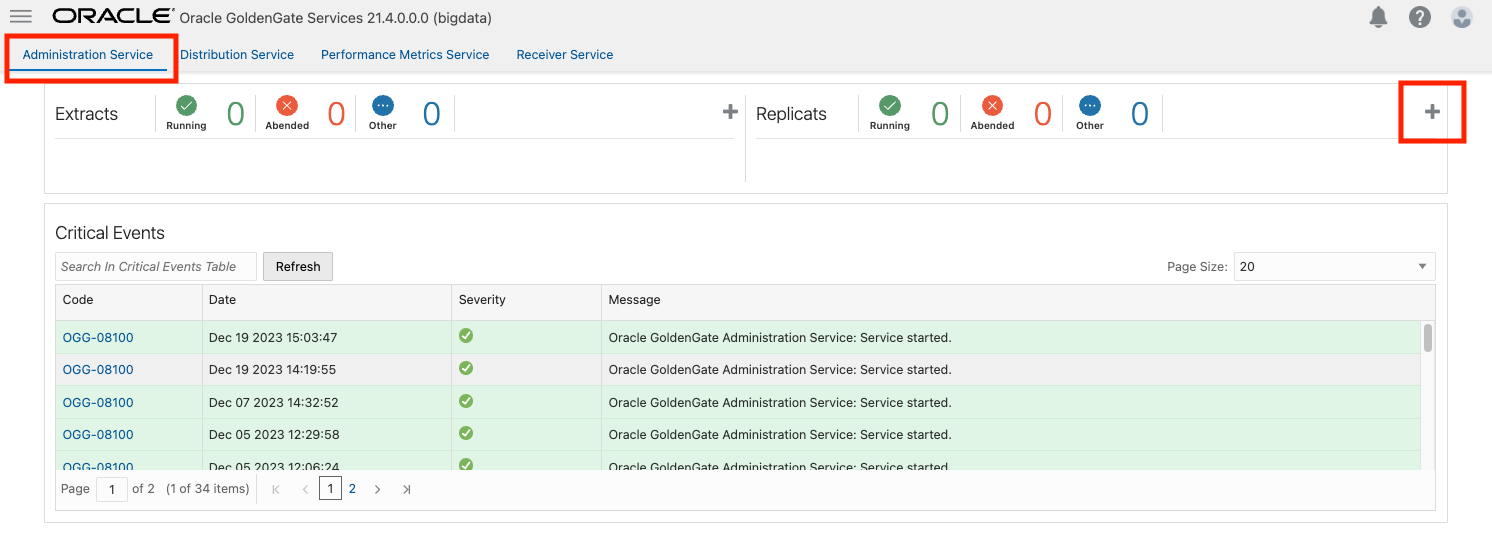 ORACLE® Oracle GoldenGate Services 21.4.0.0.0 (bigdata)
Administration Service Distribution Service Performance Metrics Service Receiver Service
Extracts Running 0 Abended 0 Other 0
Replicats Running 0 Abended 0 Other 0
Critical Events
Search In Critical Events Table Refresh Page Size: 20
Code Date Severity Message
OGG-08100 Dec 19 2023 15:03:47 Oracle GoldenGate Administration Service: Service started.
OGG-08100 Dec 19 2023 14:19:55 Oracle GoldenGate Administration Service: Service started.
OGG-08100 Dec 07 2023 14:32:52 Oracle GoldenGate Administration Service: Service started.
OGG-08100 Dec 05 2023 12:29:58 Oracle GoldenGate Administration Service: Service started.
OGG-08100 Dec 05 2023 12:06:24 Oracle GoldenGate Administration Service: Service started.
Page 1 of 2 (1 of 34 items) 1 2